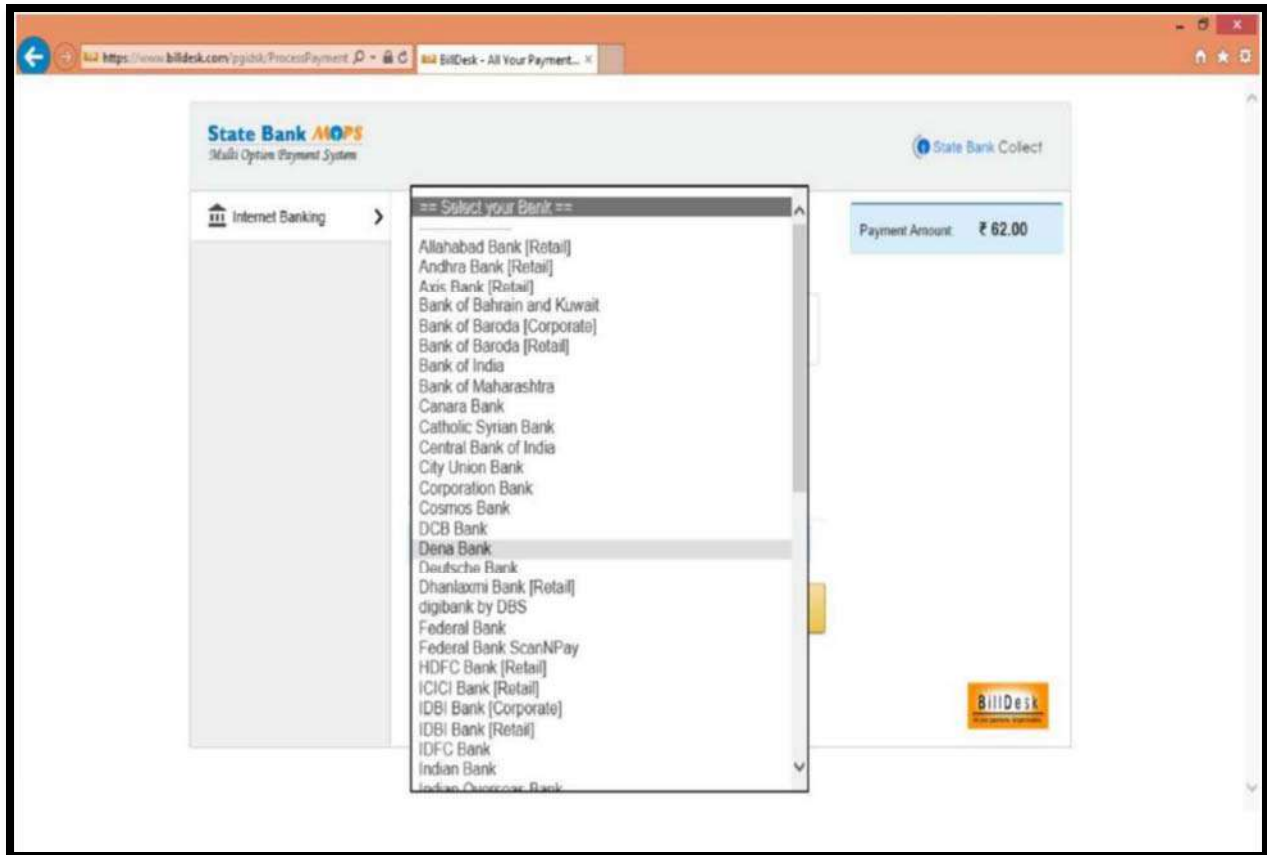 https://www.billdesk.com/pgidsk/ProcessPayment
BillDesk - All Your Payment...
State Bank MOPS
Multi Option Payment System
State Bank Collect
Internet Banking
Payment Amount: ₹ 62.00
== Select your Bank ==
--------------------
Allahabad Bank [Retail]
Andhra Bank [Retail]
Axis Bank [Retail]
Bank of Bahrain and Kuwait
Bank of Baroda [Corporate]
Bank of Baroda [Retail]
Bank of India
Bank of Maharashtra
Canara Bank
Catholic Syrian Bank
Central Bank of India
City Union Bank
Corporation Bank
Cosmos Bank
DCB Bank
Dena Bank
Deutsche Bank
Dhanlaxmi Bank [Retail]
digibank by DBS
Federal Bank
Federal Bank ScanNPay
HDFC Bank [Retail]
ICICI Bank [Retail]
IDBI Bank [Corporate]
IDBI Bank [Retail]
IDFC Bank
Indian Bank
Indian Overseas Bank
BillDesk